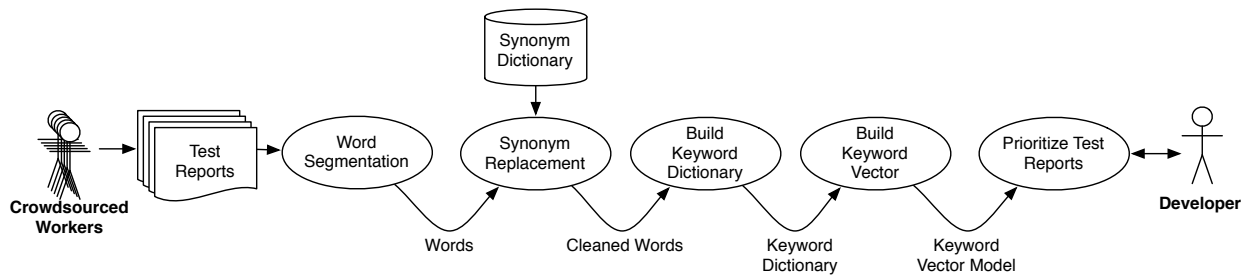 Synonym
Dictionary
Test
Reports
Word
Segmentation
Synonym
Replacement
Build
Keyword
Dictionary
Build
Keyword
Vector
Prioritize Test
Reports
Crowdsourced
Workers
Developer
Words
Cleaned Words
Keyword
Dictionary
Keyword
Vector Model